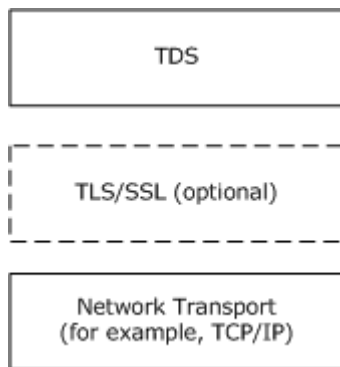 TDS
TLS/SSL (optional)
Network Transport
(for example, TCP/IP)